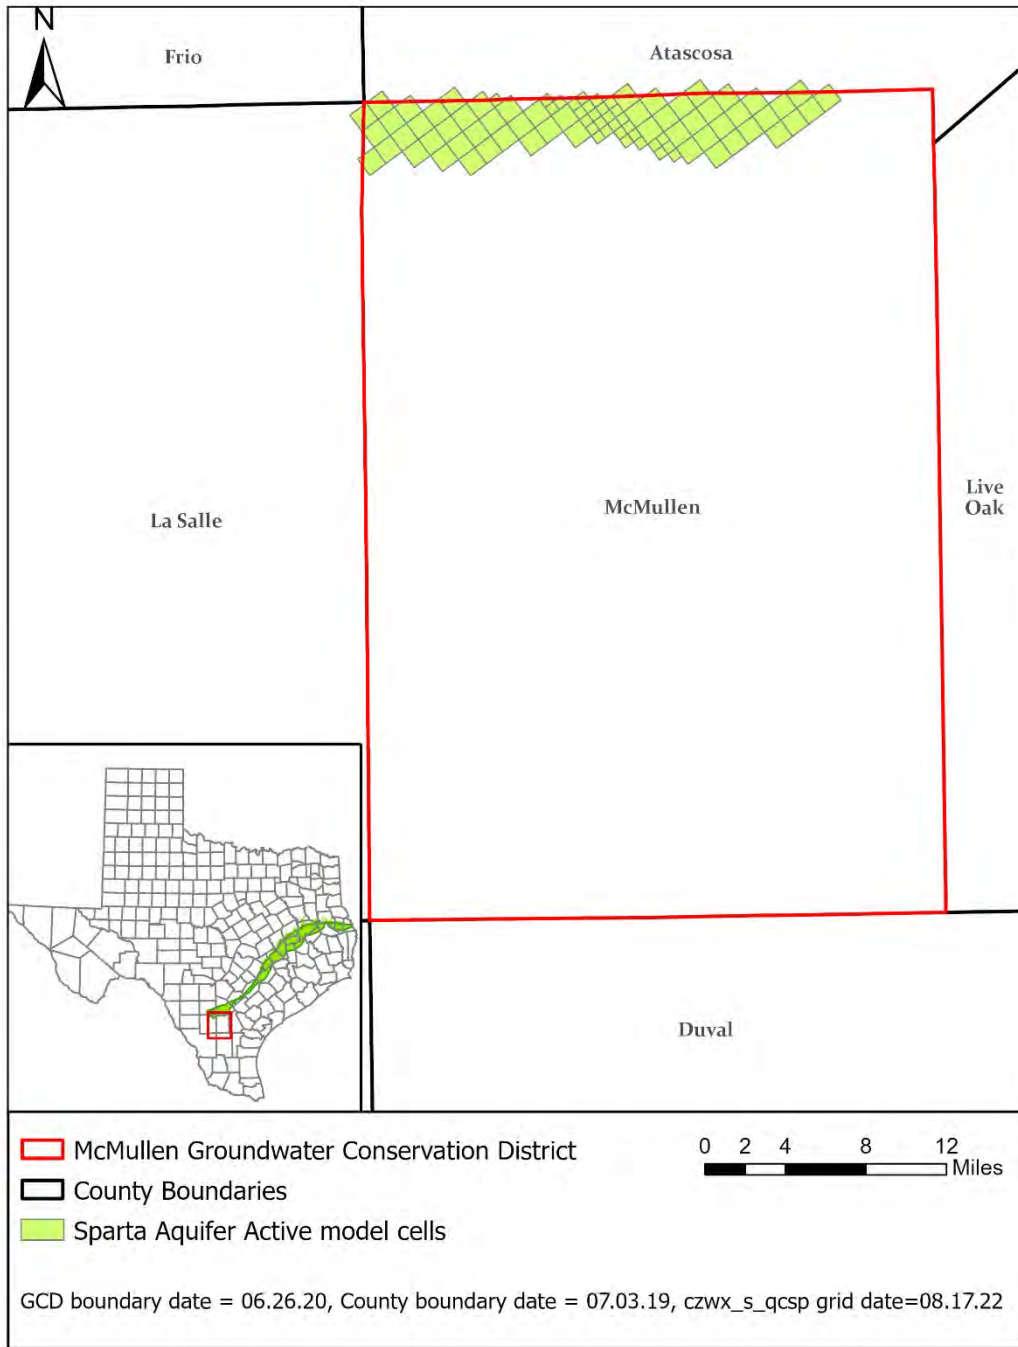 N
Frio
Atascosa
La Salle
McMullen
Live
Oak
Duval
McMullen Groundwater Conservation District
County Boundaries
Sparta Aquifer Active model cells
0 2 4 8 12
Miles
GCD boundary date = 06.26.20, County boundary date = 07.03.19, czwx_s_qcsp grid date=08.17.22